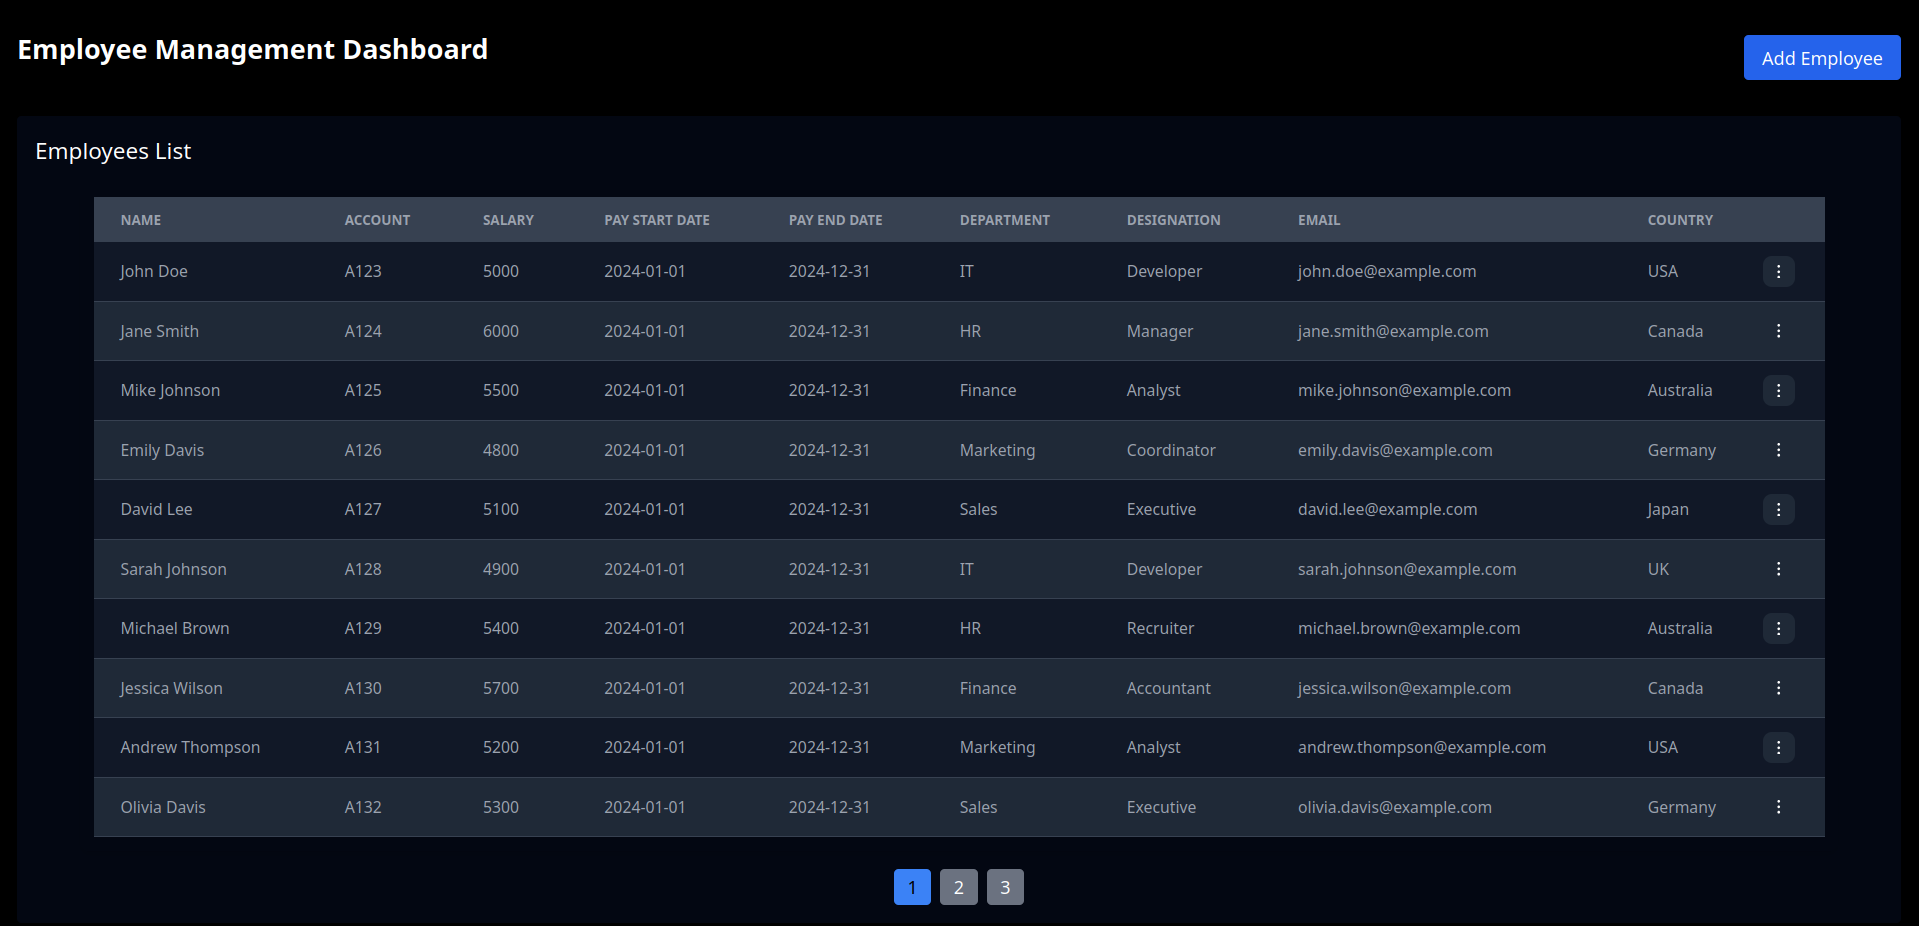 Employee Management Dashboard
Add Employee
Employees List
NAME ACCOUNT SALARY PAY START DATE PAY END DATE DEPARTMENT DESIGNATION EMAIL COUNTRY
John Doe A123 5000 2024-01-01 2024-12-31 IT Developer john.doe@example.com USA
Jane Smith A124 6000 2024-01-01 2024-12-31 HR Manager jane.smith@example.com Canada
Mike Johnson A125 5500 2024-01-01 2024-12-31 Finance Analyst mike.johnson@example.com Australia
Emily Davis A126 4800 2024-01-01 2024-12-31 Marketing Coordinator emily.davis@example.com Germany
David Lee A127 5100 2024-01-01 2024-12-31 Sales Executive david.lee@example.com Japan
Sarah Johnson A128 4900 2024-01-01 2024-12-31 IT Developer sarah.johnson@example.com UK
Michael Brown A129 5400 2024-01-01 2024-12-31 HR Recruiter michael.brown@example.com Australia
Jessica Wilson A130 5700 2024-01-01 2024-12-31 Finance Accountant jessica.wilson@example.com Canada
Andrew Thompson A131 5200 2024-01-01 2024-12-31 Marketing Analyst andrew.thompson@example.com USA
Olivia Davis A132 5300 2024-01-01 2024-12-31 Sales Executive olivia.davis@example.com Germany
1 2 3